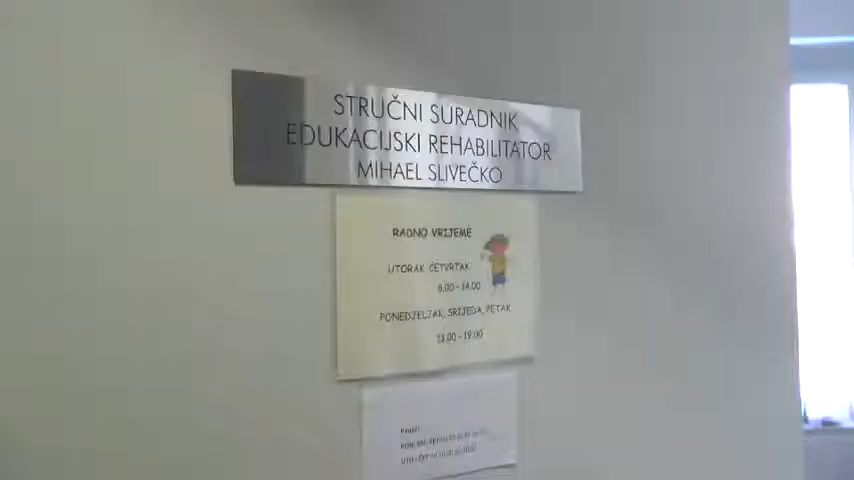 STRUČNI SURADNIK
EDUKACIJSKI REHABILITATOR
MIHAEL SLIVEČKO
RADNO VRIJEME
UTORAK ČETVRTAK
8.00 - 14.00
PONEDJELJAK, SRIJEDA, PETAK
13.00 - 19.00